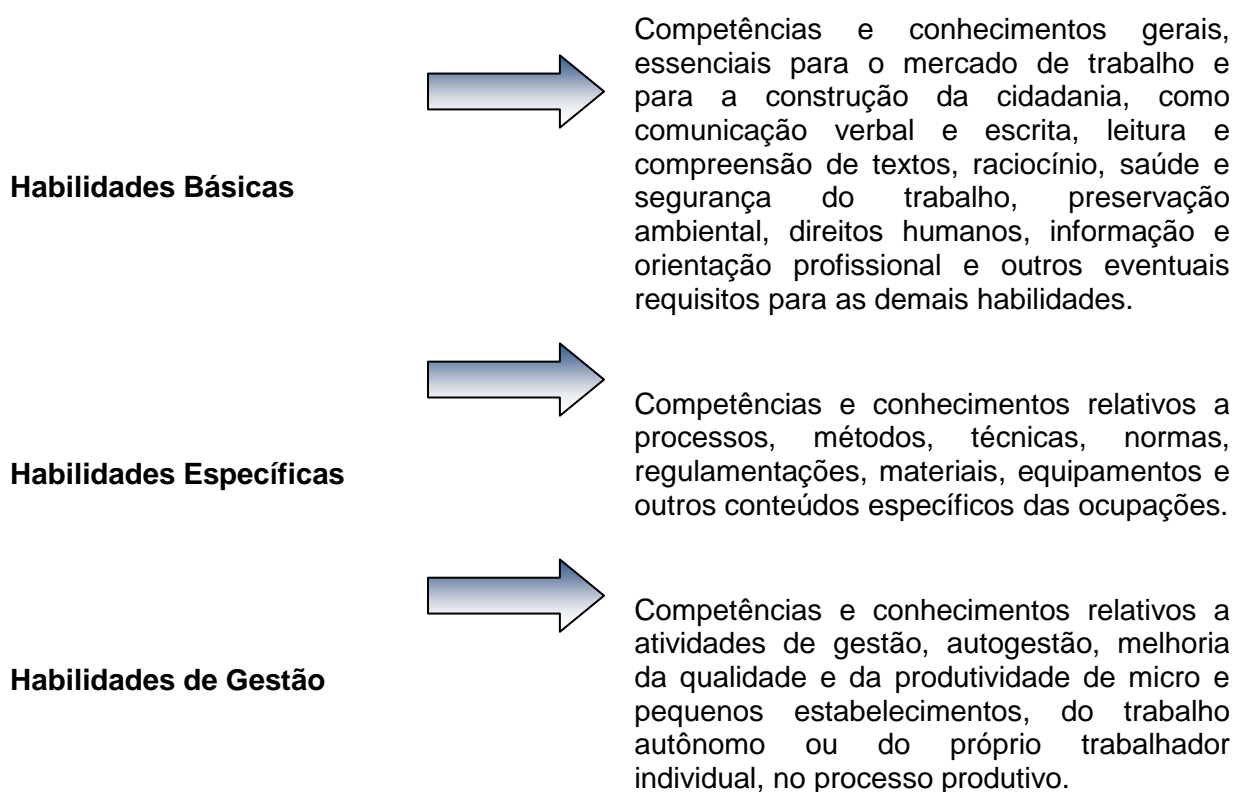 Habilidades Básicas
Competências e conhecimentos gerais,
essenciais para o mercado de trabalho e
para a construção da cidadania, como
comunicação verbal e escrita, leitura e
compreensão de textos, raciocínio, saúde e
segurança do trabalho, preservação
ambiental, direitos humanos, informação e
orientação profissional e outros eventuais
requisitos para as demais habilidades.
Habilidades Específicas
Competências e conhecimentos relativos a
processos, métodos, técnicas, normas,
regulamentações, materiais, equipamentos e
outros conteúdos específicos das ocupações.
Habilidades de Gestão
Competências e conhecimentos relativos a
atividades de gestão, autogestão, melhoria
da qualidade e da produtividade de micro e
pequenos estabelecimentos, do trabalho
autônomo ou do próprio trabalhador
individual, no processo produtivo.